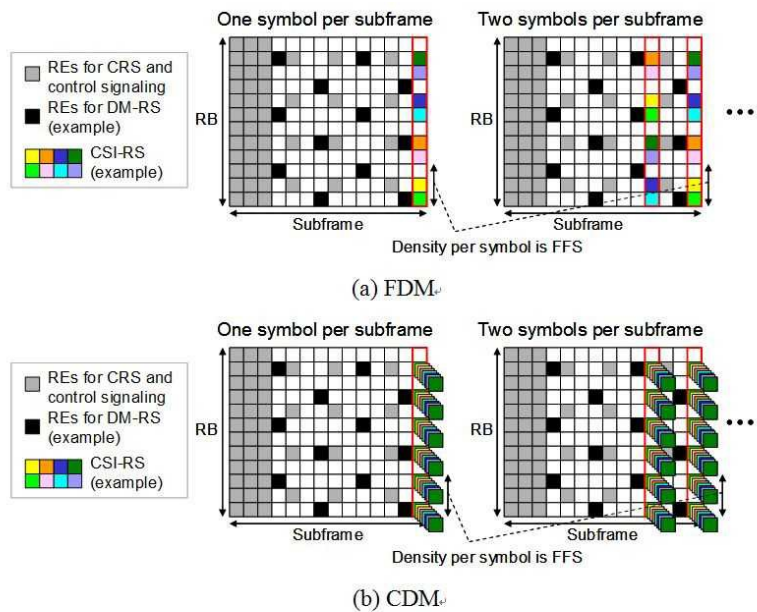 One symbol per subframe
Two symbols per subframe
REs for CRS and
control signaling
REs for DM-RS
(example)
CSI-RS
(example)
RB
RB
Subframe
Subframe
Density per symbol is FFS
(a) FDM
One symbol per subframe
Two symbols per subframe
REs for CRS and
control signaling
REs for DM-RS
(example)
CSI-RS
(example)
RB
RB
Subframe
Subframe
Density per symbol is FFS
(b) CDM